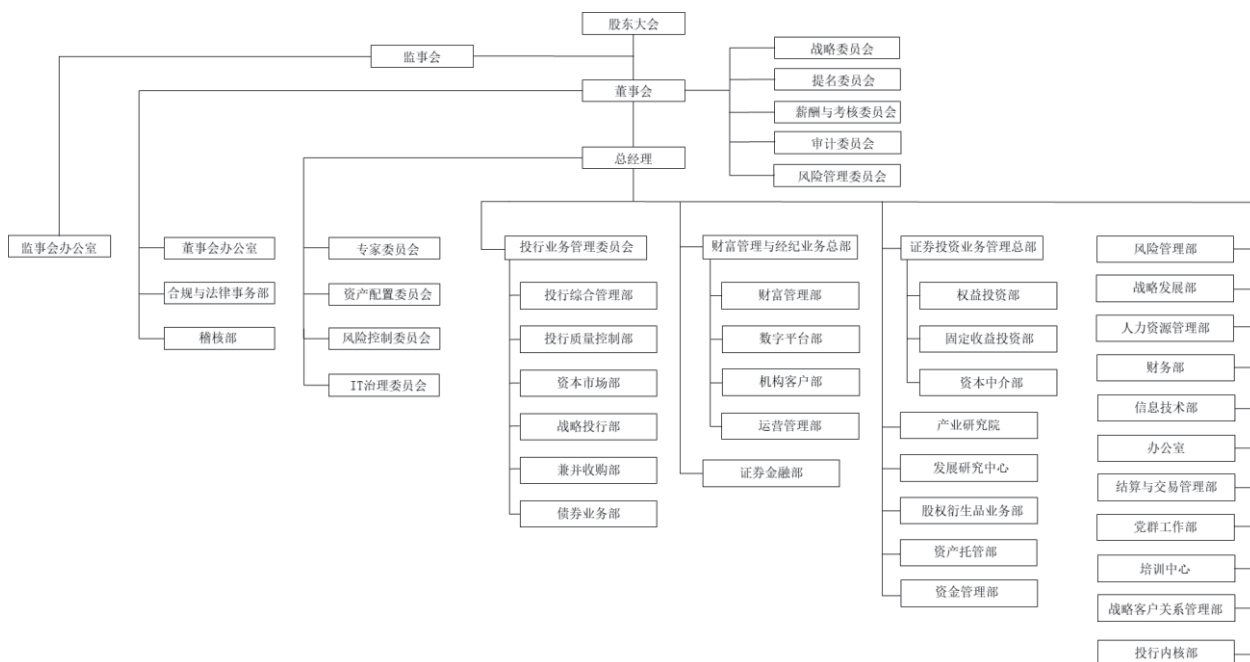 股东大会
监事会
董事会
战略委员会
提名委员会
薪酬与考核委员会
审计委员会
风险管理委员会
总经理
监事会办公室
董事会办公室
合规与法律事务部
稽核部
专家委员会
资产配置委员会
风险控制委员会
IT治理委员会
投行业务管理委员会
投行综合管理部
投行质量控制部
资本市场部
战略投行部
兼并收购部
债券业务部
财富管理与经纪业务总部
财富管理部
数字平台部
机构客户部
运营管理部
证券金融部
证券投资业务管理总部
权益投资部
固定收益投资部
资本中介部
产业研究院
发展研究中心
股权衍生品业务部
资产托管部
资金管理部
风险管理部
战略发展部
人力资源管理部
财务部
信息技术部
办公室
结算与交易管理部
党群工作部
培训中心
战略客户关系管理部
投行内核部